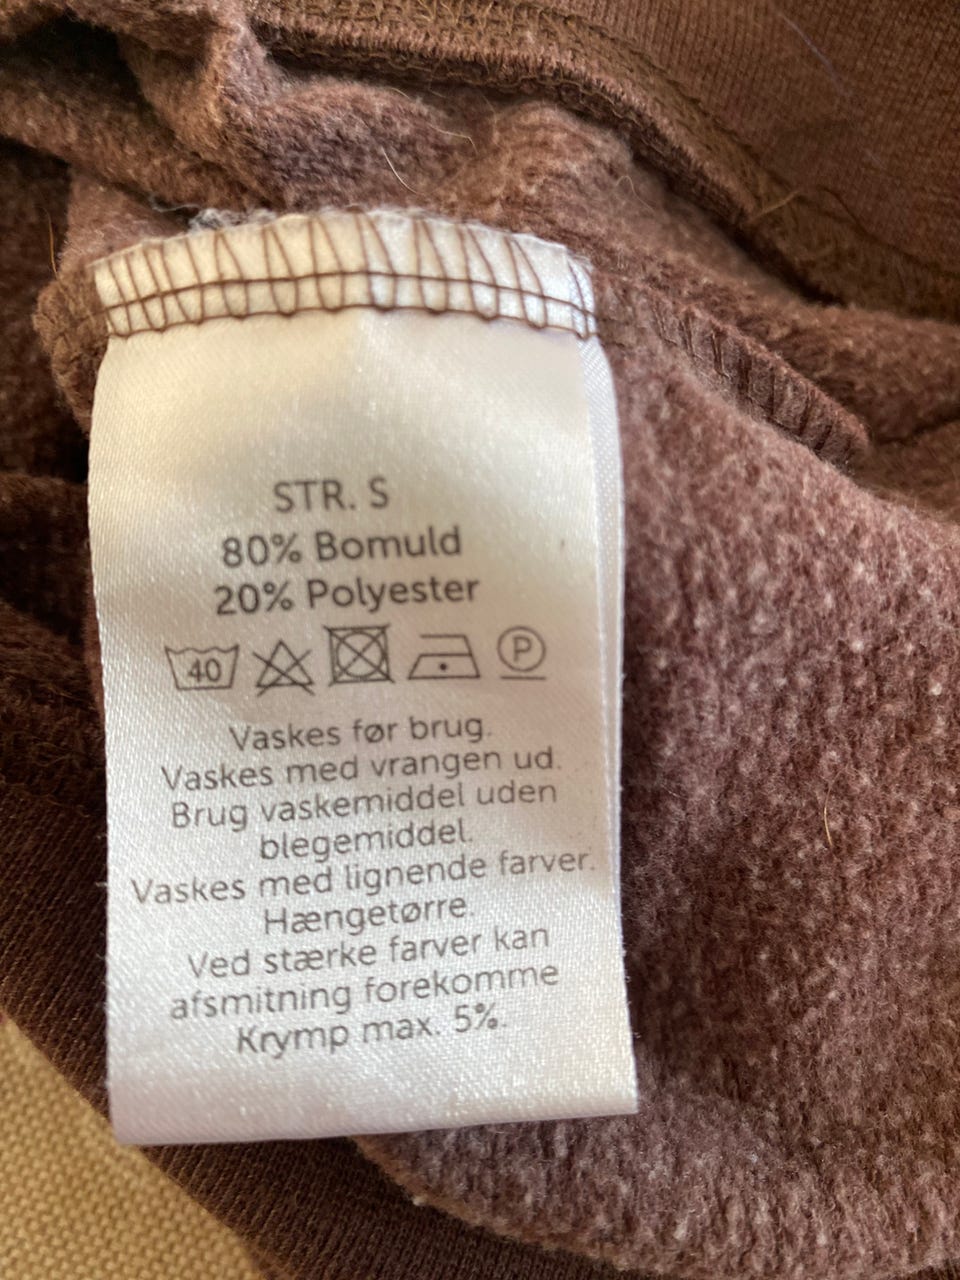 STR. S
80% Bomuld
20% Polyester
40 P
Vaskes før brug.
Vaskes med vrangen ud.
Brug vaskemiddel uden
blegemiddel.
Vaskes med lignende farver.
Hængetørre.
Ved stærke farver kan
afsmitning forekomme
Krymp max. 5%.